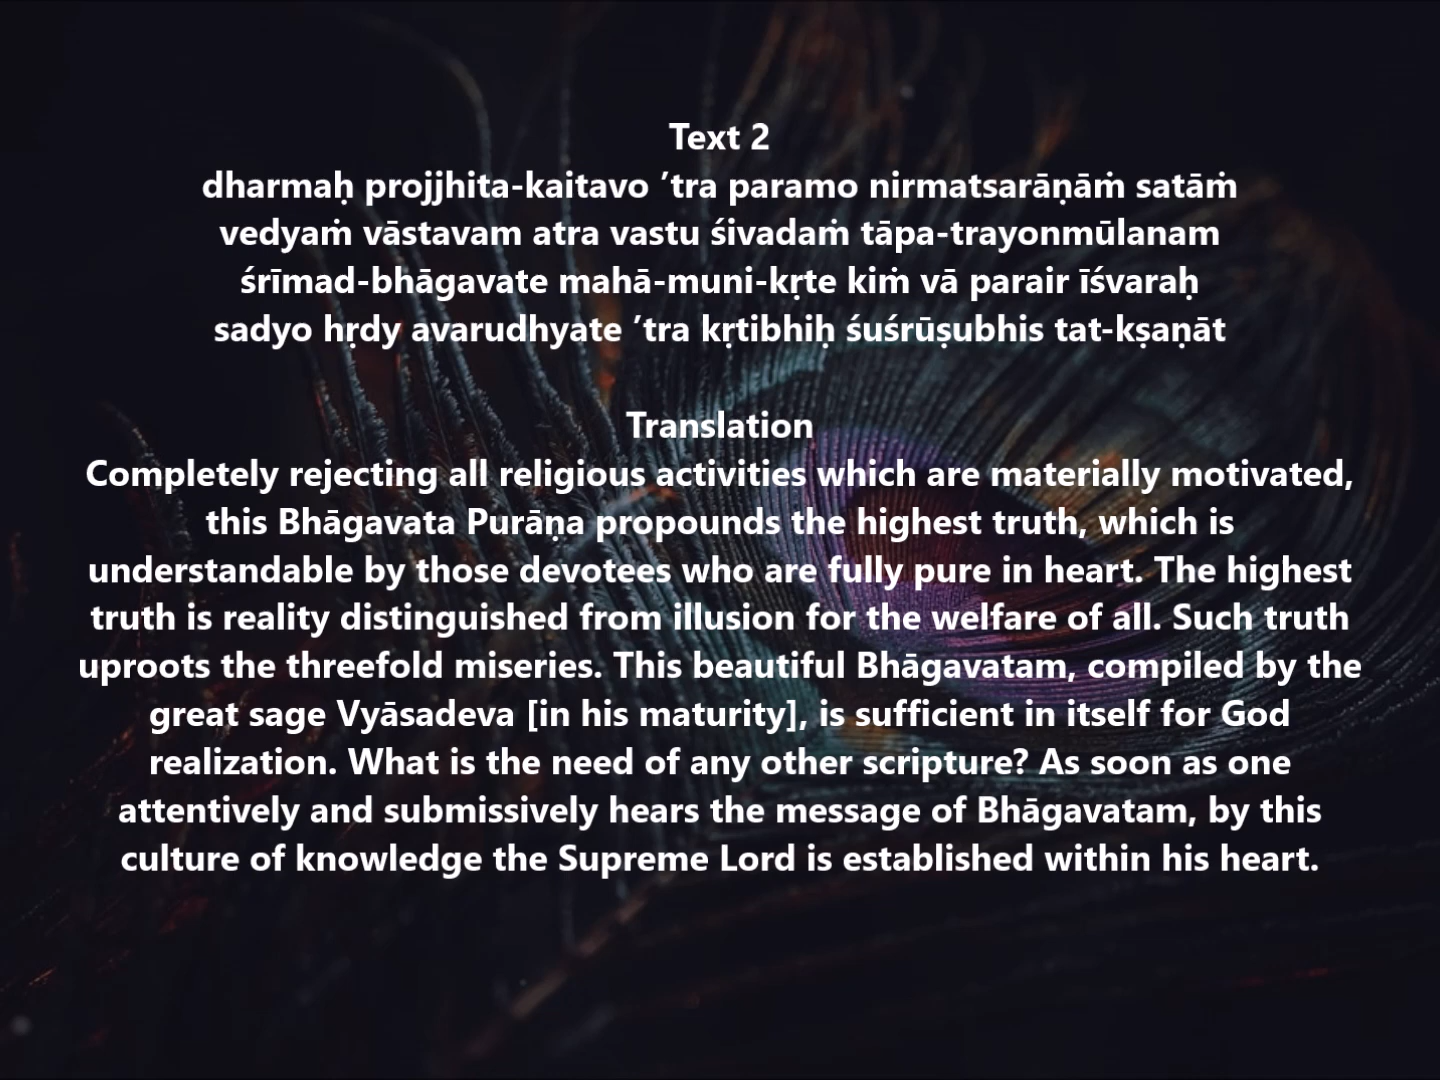 Text 2
dharmaḥ projjhita-kaitavo ’tra paramo nirmatsarāṇāṁ satāṁ
vedyaṁ vāstavam atra vastu śivadaṁ tāpa-trayonmūlanam
śrīmad-bhāgavate mahā-muni-kṛte kiṁ vā parair īśvaraḥ
sadyo hṛdy avarudhyate ’tra kṛtibhiḥ śuśrūṣubhis tat-kṣaṇāt
Translation
Completely rejecting all religious activities which are materially motivated,
this Bhāgavata Purāṇa propounds the highest truth, which is
understandable by those devotees who are fully pure in heart. The highest
truth is reality distinguished from illusion for the welfare of all. Such truth
uproots the threefold miseries. This beautiful Bhāgavatam, compiled by the
great sage Vyāsadeva [in his maturity], is sufficient in itself for God
realization. What is the need of any other scripture? As soon as one
attentively and submissively hears the message of Bhāgavatam, by this
culture of knowledge the Supreme Lord is established within his heart.